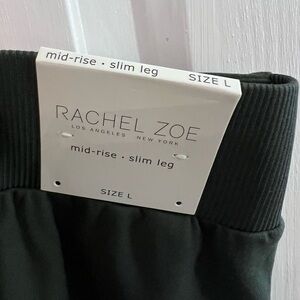 mid-rise • slim leg
SIZE L
RACHEL ZOE
LOS ANGELES NEW YORK
mid-rise • slim leg
SIZE L